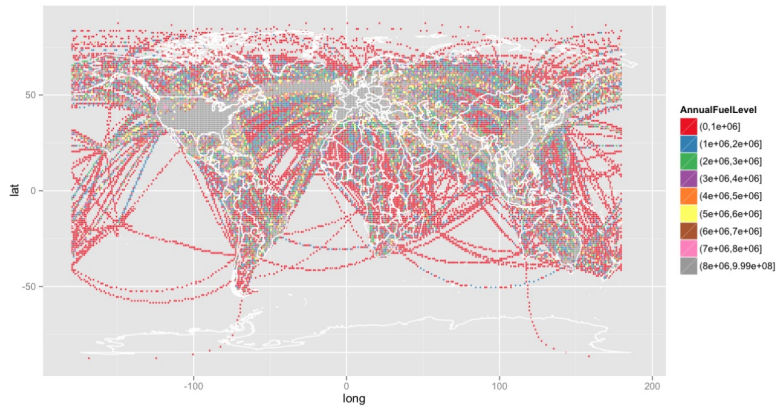 50
0
-50
lat
-100
0
100
200
long
AnnualFuelLevel
(0,1e+06]
(1e+06,2e+06]
(2e+06,3e+06]
(3e+06,4e+06]
(4e+06,5e+06]
(5e+06,6e+06]
(6e+06,7e+06]
(7e+06,8e+06]
(8e+06,9.99e+08]